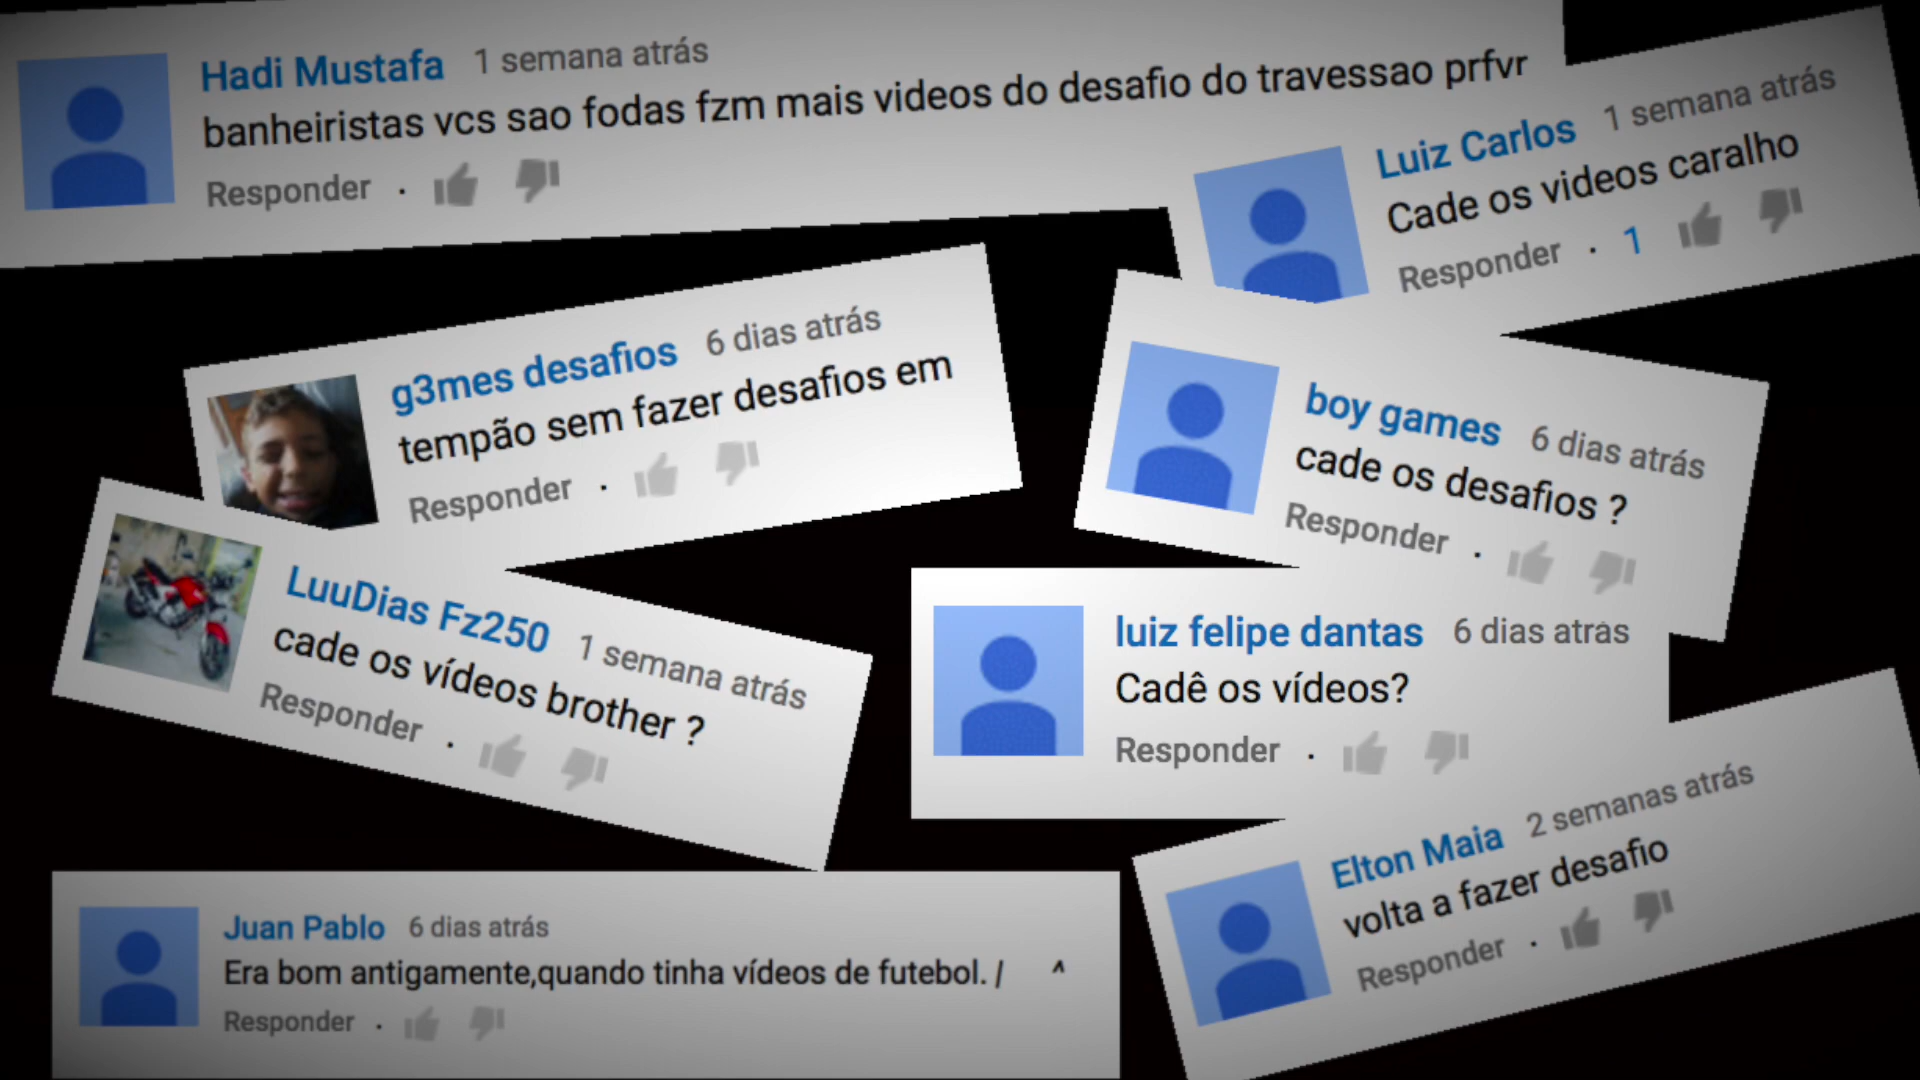 Hadi Mustafa 1 semana atrás
banheiristas vcs sao fodas fzm mais videos do desafio do travessao prfvr
Responder ·
Luiz Carlos 1 semana atrás
Cade os videos caralho
Responder · 1
g3mes desafios 6 dias atrás
tempão sem fazer desafios em
Responder ·
boy games 6 dias atrás
cade os desafios ?
Responder ·
LuuDias Fz250 1 semana atrás
cade os vídeos brother ?
Responder ·
luiz felipe dantas 6 dias atrás
Cadê os vídeos?
Responder ·
Elton Maia 2 semanas atrás
volta a fazer desafio
Responder ·
Juan Pablo 6 dias atrás
Era bom antigamente,quando tinha vídeos de futebol. / ^
Responder ·